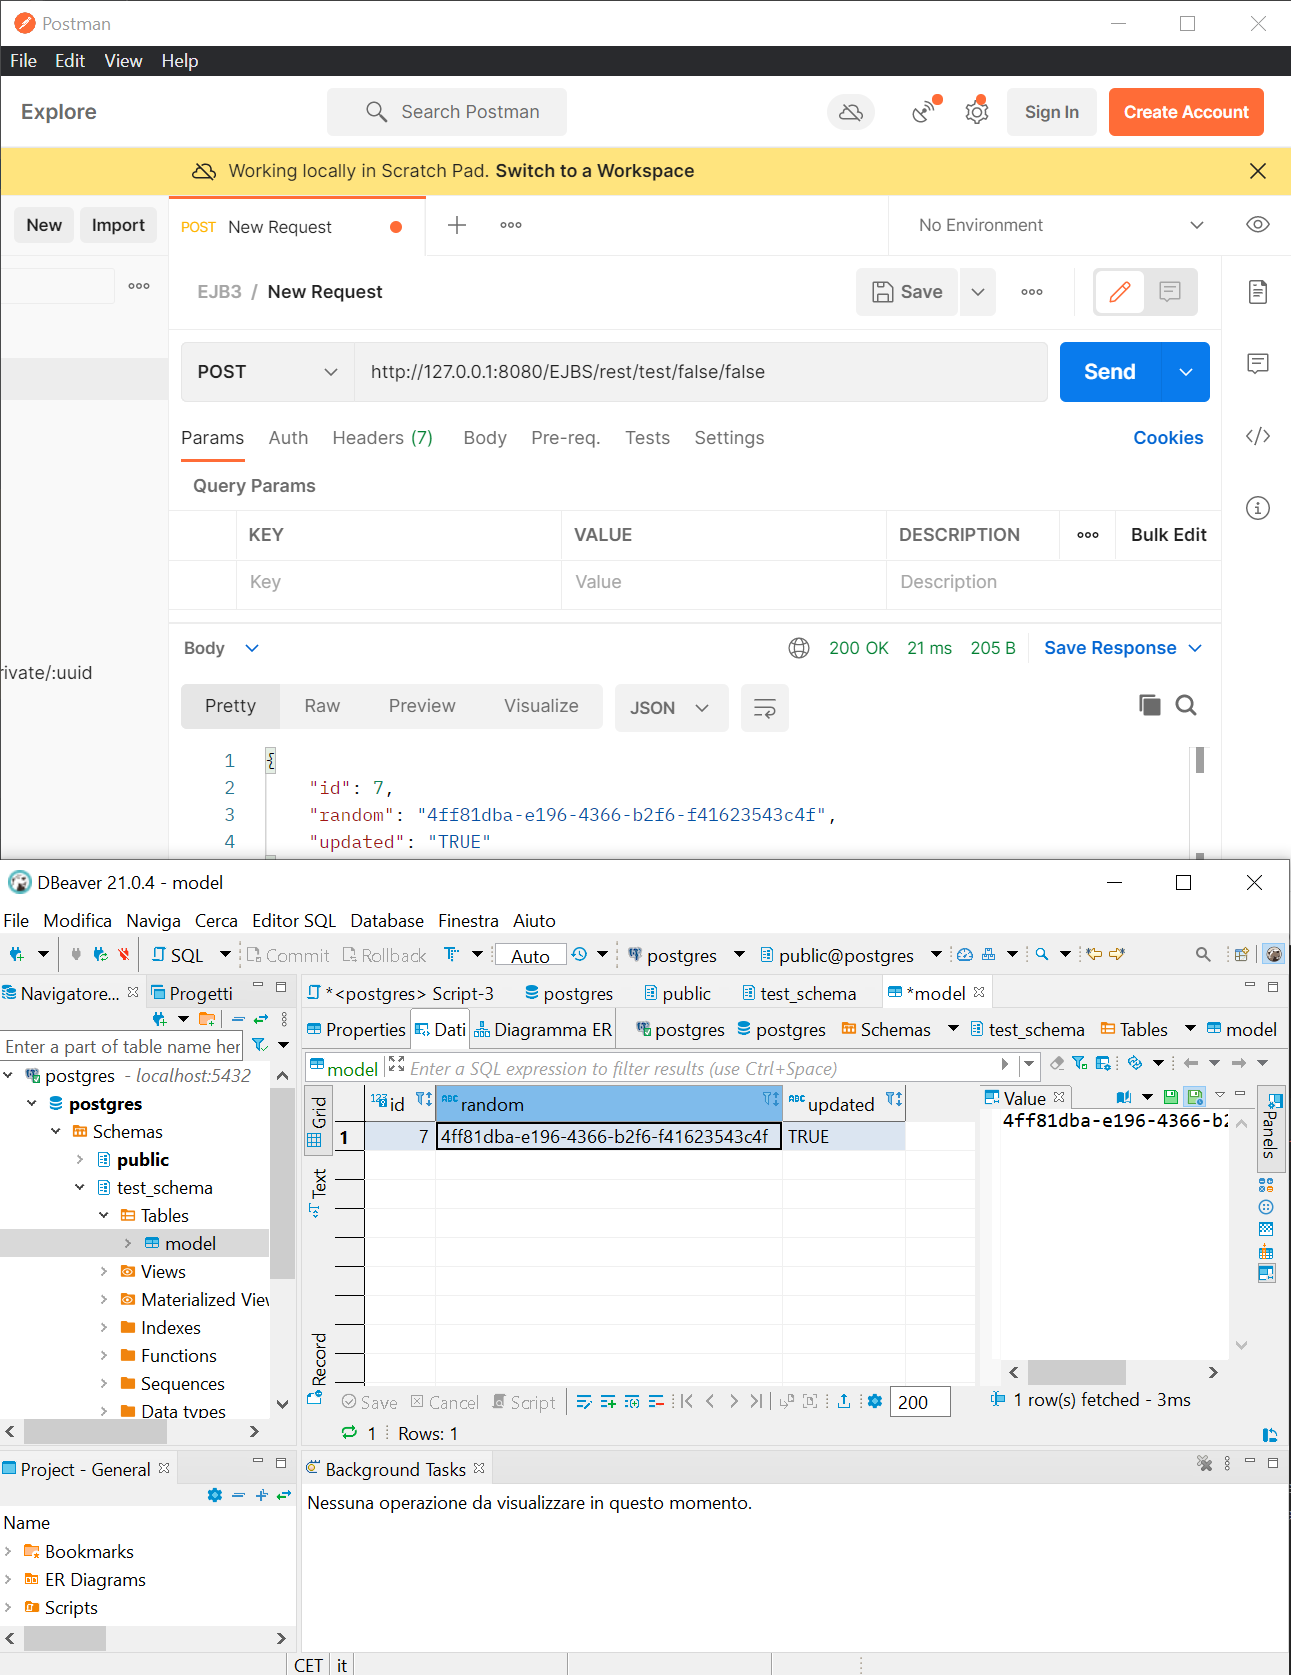 Postman
File Edit View Help
Explore Search Postman Sign In Create Account
Working locally in Scratch Pad. Switch to a Workspace
New Import POST New Request No Environment
EJB3 / New Request Save
POST http://127.0.0.1:8080/EJBS/rest/test/false/false Send
Params Auth Headers (7) Body Pre-req. Tests Settings Cookies
Query Params
KEY VALUE DESCRIPTION Bulk Edit
Key Value Description
Body 200 OK 21 ms 205 B Save Response
rivate/:uuid
Pretty Raw Preview Visualize JSON
1 {
2 "id": 7,
3 "random": "4ff81dba-e196-4366-b2f6-f41623543c4f",
4 "updated": "TRUE"
DBeaver 21.0.4 - model
File Modifica Naviga Cerca Editor SQL Database Finestra Aiuto
SQL Commit Rollback Auto postgres public@postgres
Navigatore... Progetti *<postgres> Script-3 postgres public test_schema *model
Properties Dati Diagramma ER postgres postgres Schemas test_schema Tables model
Enter a part of table name her
model Enter a SQL expression to filter results (use Ctrl+Space)
postgres - localhost:5432
postgres
Schemas
public
test_schema
Tables
model
Views
Materialized View
Indexes
Functions
Sequences
Data types
Grid
Text
Record
123 id ABC random ABC updated
1 7 4ff81dba-e196-4366-b2f6-f41623543c4f TRUE
Value
4ff81dba-e196-4366-b2
Panels
Save Cancel Script 200 1 row(s) fetched - 3ms
1 Rows: 1
Project - General
Name
Bookmarks
ER Diagrams
Scripts
Background Tasks
Nessuna operazione da visualizzare in questo momento.
CET it